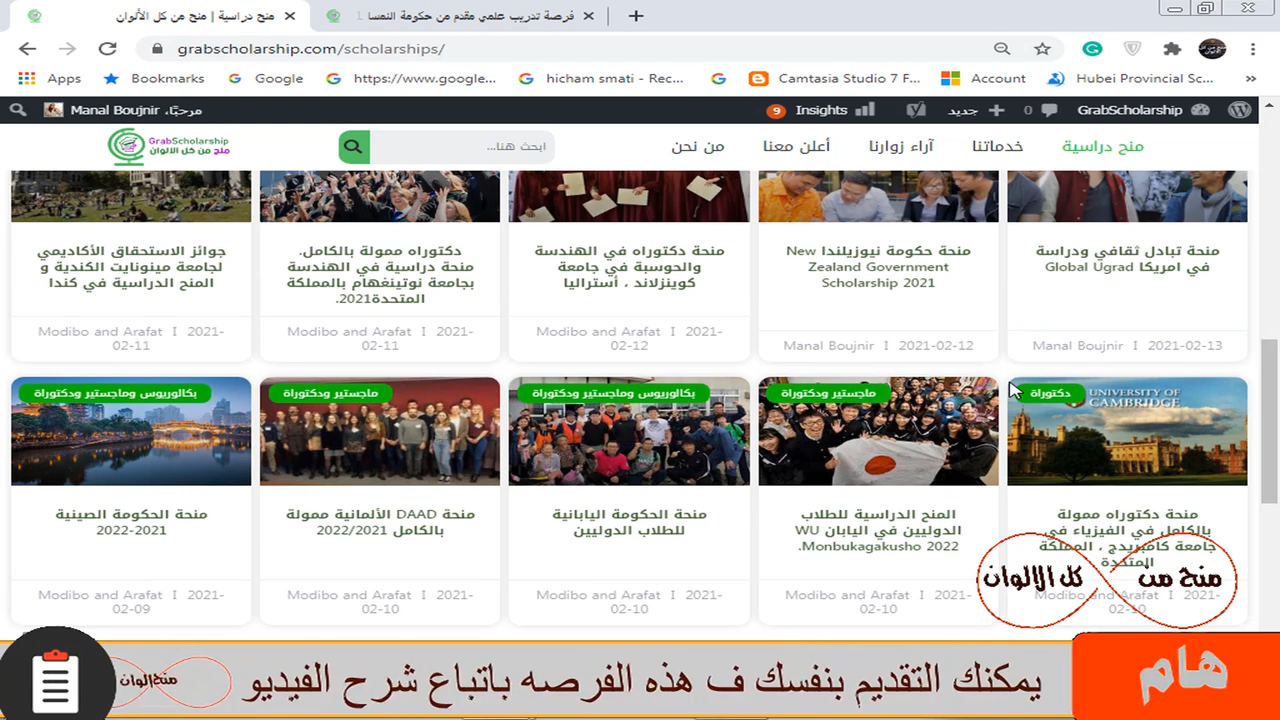 منح دراسية | منح من كل الألوان
فرصة تدريب علمي مقدم من حكومة النمسا 1
grabscholarship.com/scholarships/
Apps
Bookmarks
Google
https://www.google...
hicham smati - Rec...
Camtasia Studio 7 F...
Account
Hubei Provincial Sc...
»
مرحبًا، Manal Boujnir
9 Insights
جديد
0
GrabScholarship
GrabScholarship
منح من كل الالوان
ابحث هنا...
منح دراسية
خدماتنا
آراء زوارنا
أعلن معنا
من نحن
منحة تبادل ثقافي ودراسة
في امريكا Global Ugrad
Manal Boujnir I 2021-02-13
منحة حكومة نيوزيلندا New
Zealand Government
Scholarship 2021
Manal Boujnir I 2021-02-12
منحة دكتوراه في الهندسة
والحوسبة في جامعة
كوينزلاند ، أستراليا
Modibo and Arafat I 2021-
02-12
دكتوراه ممولة بالكامل.
منحة دراسية في الهندسة
بجامعة نوتينغهام بالمملكة
المتحدة2021.
Modibo and Arafat I 2021-
02-11
جوائز الاستحقاق الأكاديمي
لجامعة مينونايت الكندية و
المنح الدراسية في كندا
Modibo and Arafat I 2021-
02-11
دكتوراة
UNIVERSITY OF
CAMBRIDGE
منحة دكتوراه ممولة
بالكامل في الفيزياء في
جامعة كامبريدج ، المملكة
المتحدة
Modibo and Arafat I 2021-
02-10
ماجستير ودكتوراة
المنح الدراسية للطلاب
الدوليين في اليابان WU
Monbukagakusho 2022.
Modibo and Arafat I 2021-
02-10
بكالوريوس وماجستير ودكتوراة
منحة الحكومة اليابانية
للطلاب الدوليين
Modibo and Arafat I 2021-
02-10
ماجستير ودكتوراة
منحة DAAD الألمانية ممولة
بالكامل 2022/2021
Modibo and Arafat I 2021-
02-10
بكالوريوس وماجستير ودكتوراة
منحة الحكومة الصينية
2022-2021
Modibo and Arafat I 2021-
02-09
منح من كل الالوان
هام
يمكنك التقديم بنفسك ف هذه الفرصه باتباع شرح الفيديو
منح الوان